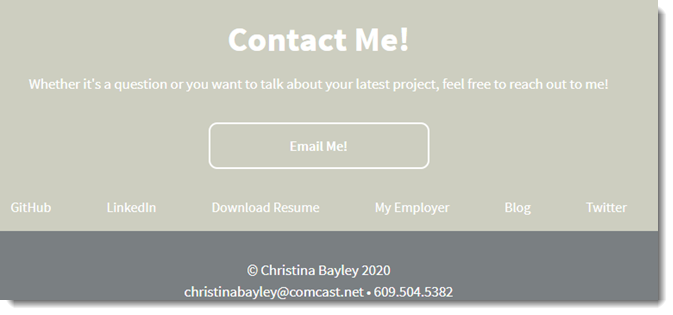 Contact Me!
Whether it's a question or you want to talk about your latest project, feel free to reach out to me!
Email Me!
GitHub LinkedIn Download Resume My Employer Blog Twitter
© Christina Bayley 2020
christinabayley@comcast.net • 609.504.5382